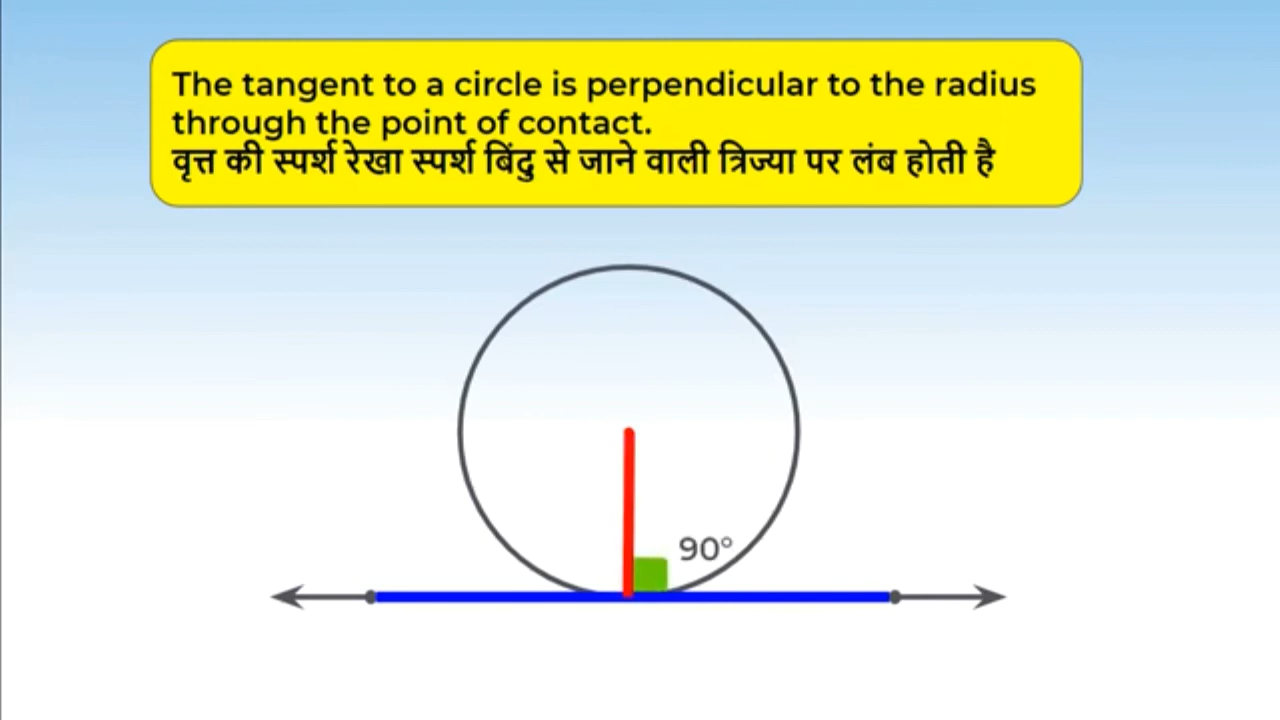 The tangent to a circle is perpendicular to the radius
through the point of contact.
वृत्त की स्पर्श रेखा स्पर्श बिंदु से जाने वाली त्रिज्या पर लंब होती है
90°